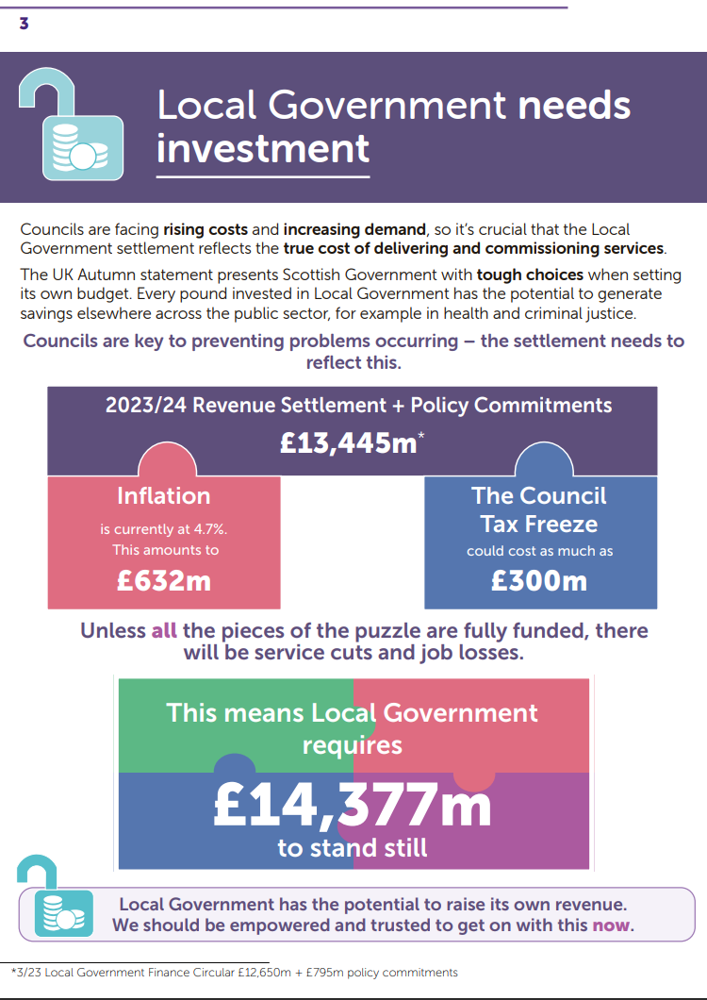 3
Local Government needs
investment
Councils are facing rising costs and increasing demand, so it’s crucial that the Local
Government settlement reflects the true cost of delivering and commissioning services.
The UK Autumn statement presents Scottish Government with tough choices when setting
its own budget. Every pound invested in Local Government has the potential to generate
savings elsewhere across the public sector, for example in health and criminal justice.
Councils are key to preventing problems occurring – the settlement needs to
reflect this.
2023/24 Revenue Settlement + Policy Commitments
£13,445m*
Inflation
is currently at 4.7%.
This amounts to
£632m
The Council
Tax Freeze
could cost as much as
£300m
Unless all the pieces of the puzzle are fully funded, there
will be service cuts and job losses.
This means Local Government
requires
£14,377m
to stand still
Local Government has the potential to raise its own revenue.
We should be empowered and trusted to get on with this now.
*3/23 Local Government Finance Circular £12,650m + £795m policy commitments